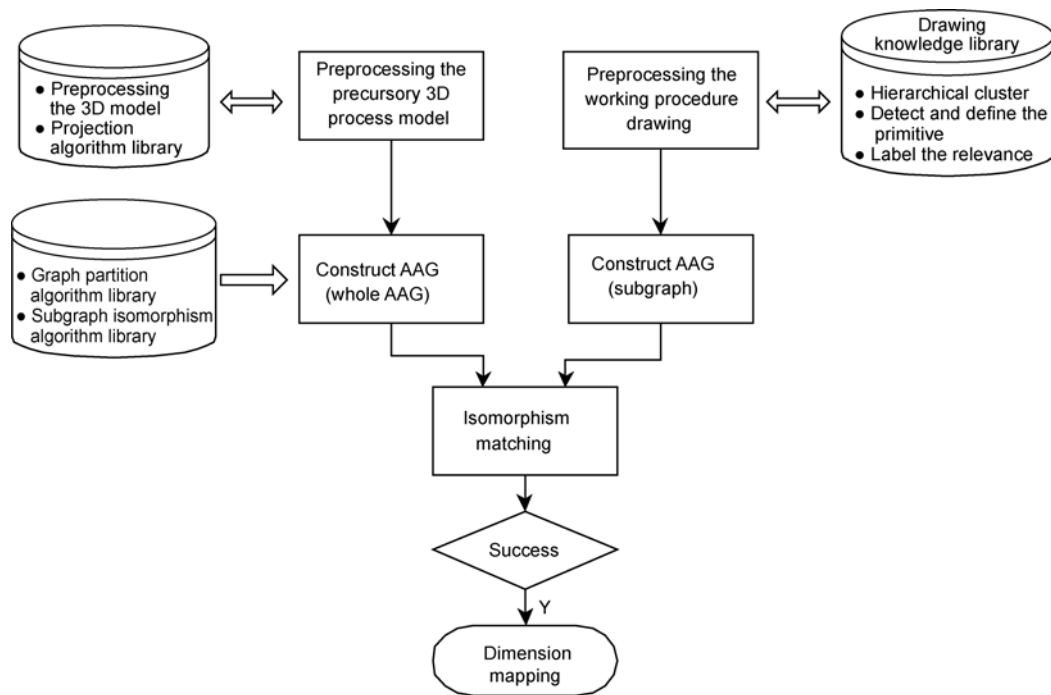 ● Preprocessing
the 3D model
● Projection
algorithm library
Preprocessing the
precursory 3D
process model
Preprocessing the
working procedure
drawing
Drawing
knowledge library
● Hierarchical cluster
● Detect and define the
primitive
● Label the relevance
● Graph partition
algorithm library
● Subgraph isomorphism
algorithm library
Construct AAG
(whole AAG)
Construct AAG
(subgraph)
Isomorphism
matching
Success
Y
Dimension
mapping